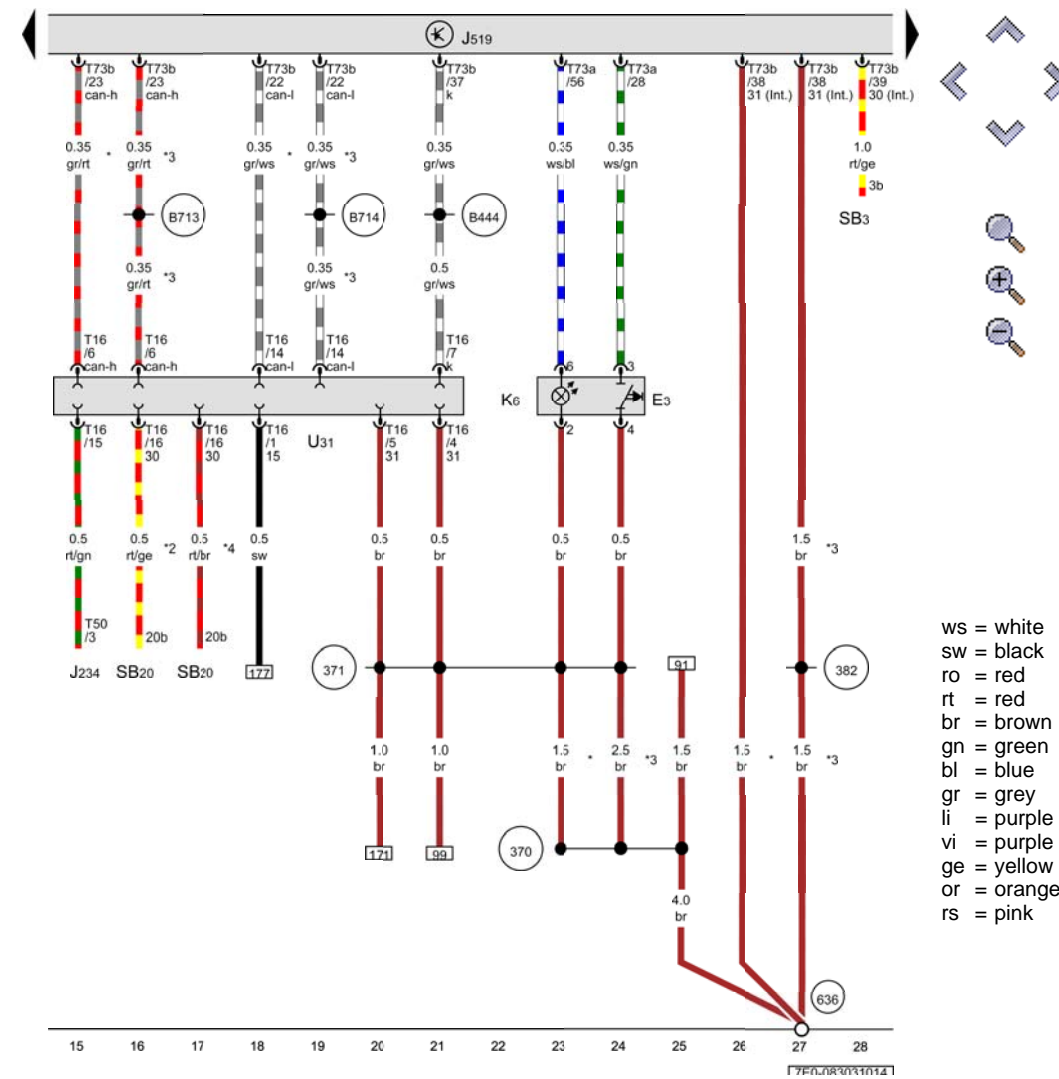 J519
T73b T73b T73b T73b T73b T73a T73a T73b T73b T73b
/23 /23 /22 /22 /37 /56 /28 /38 /38 /39
can-h can-h can-l can-l k 31 (Int.) 31 (Int.) 30 (Int.)
0.35 0.35 0.35 0.35 0.35 0.35 0.35 1.0
gr/rt * gr/rt *3 gr/ws * gr/ws *3 gr/ws ws/bl ws/gn rt/ge
3b
B713 B714 B444 SB3
0.35 0.35 0.5
gr/rt *3 gr/ws *3 gr/ws
T16 T16 T16 T16 T16
/6 /6 /14 /14 /7
can-h can-h can-l can-l k 6 3
K6 E3
T16 T16 T16 T16 T16 T16 2 4
/15 /16 /16 /1 /5 /4
30 30 15 31 31
U31
0.5 0.5 0.5 0.5 0.5 0.5 0.5 0.5 1.5
rt/gn rt/ge *2 rt/br *4 sw br br br br br *3
T50
/3 20b 20b
J234 SB20 SB20 177 371 91 382
1.0 1.0 1.5 2.5 1.5 1.5 1.5
br br br * br *3 br br * br *3
171 99 370
4.0
br
636
15 16 17 18 19 20 21 22 23 24 25 26 27 28
7E0-083031014
ws = white
sw = black
ro = red
rt = red
br = brown
gn = green
bl = blue
gr = grey
li = purple
vi = purple
ge = yellow
or = orange
rs = pink